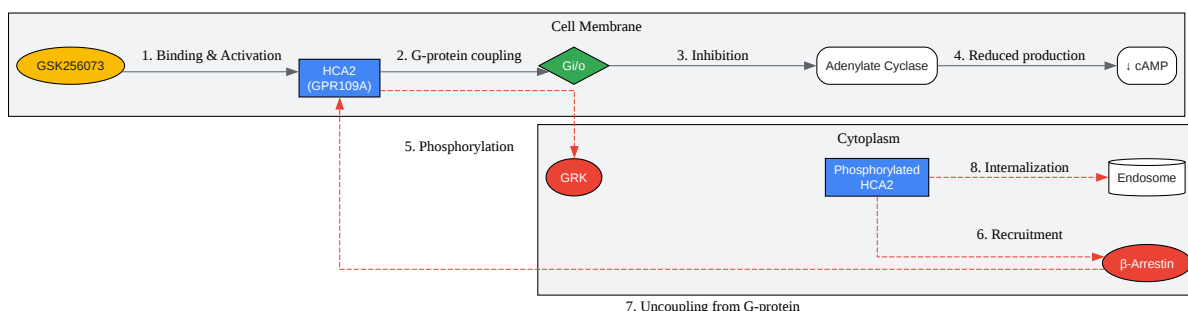 Cell Membrane
GSK256073
1. Binding & Activation
HCA2
(GPR109A)
2. G-protein coupling
Gi/o
3. Inhibition
Adenylate Cyclase
4. Reduced production
↓ cAMP
5. Phosphorylation
Cytoplasm
GRK
Phosphorylated
HCA2
8. Internalization
Endosome
6. Recruitment
β-Arrestin
7. Uncoupling from G-protein